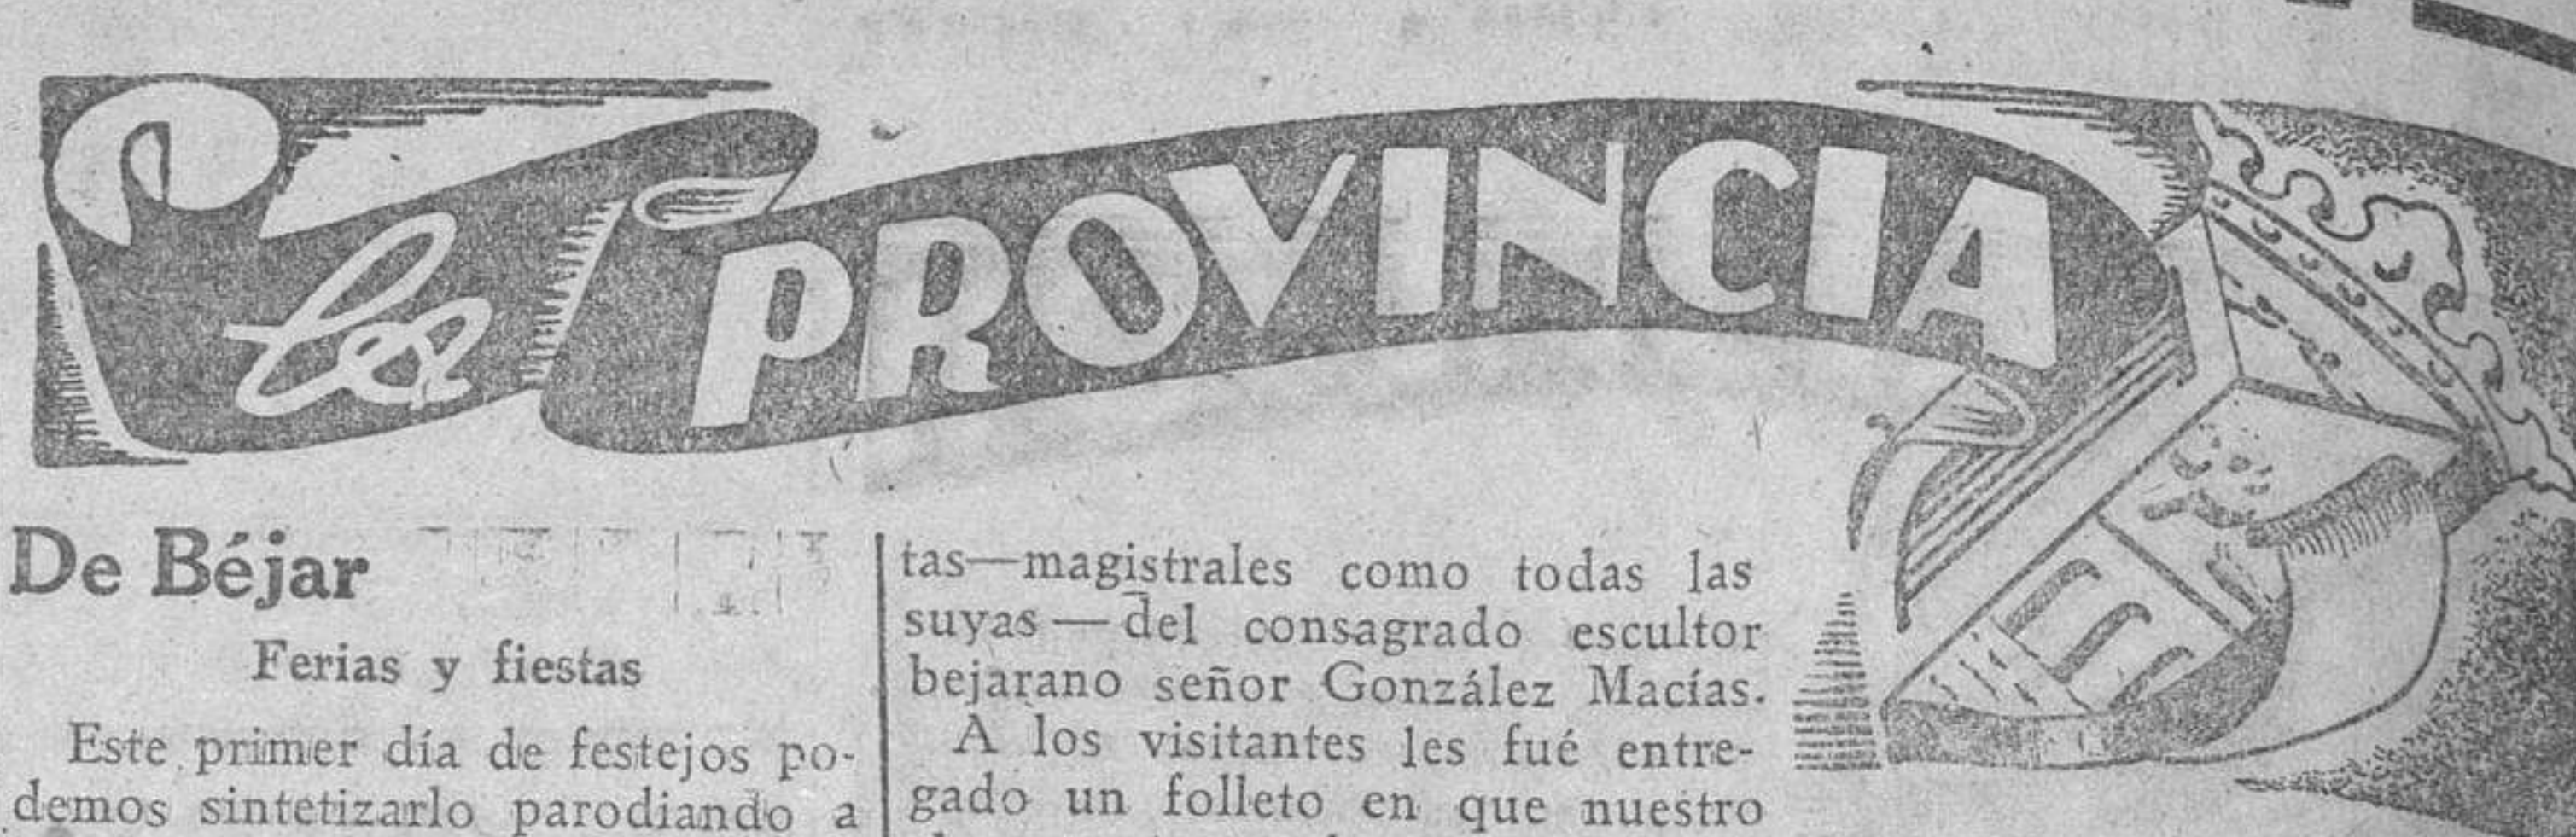 la PROVINCIA
De Béjar
Ferias y fiestas
Este primer día de festejos po-
demos sintetizarlo parodiando a
tas—magistrales como todas las
suyas—del consagrado escultor
bejarano señor González Macías.
A los visitantes les fué entre-
gado un folleto en que nuestro